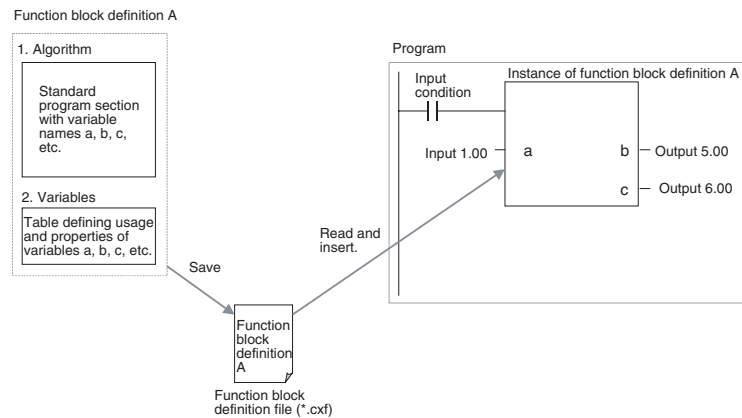 Function block definition A
1. Algorithm
Standard
program section
with variable
names a, b, c,
etc.
2. Variables
Table defining usage
and properties of
variables a, b, c, etc.
Save
Function
block
definition
A
Function block
definition file (*.cxf)
Read and
insert.
Program
Input
condition
Instance of function block definition A
Input 1.00
a
b
Output 5.00
c
Output 6.00